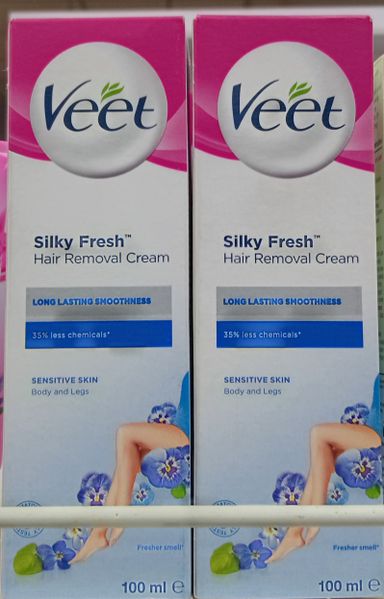 Veet
Silky Fresh™
Hair Removal Cream
LONG LASTING SMOOTHNESS
35% less chemicals*
SENSITIVE SKIN
Body and Legs
Fresher smell*
100 ml ℮
Veet
Silky Fresh™
Hair Removal Cream
LONG LASTING SMOOTHNESS
35% less chemicals*
SENSITIVE SKIN
Body and Legs
Fresher smell*
100 ml ℮